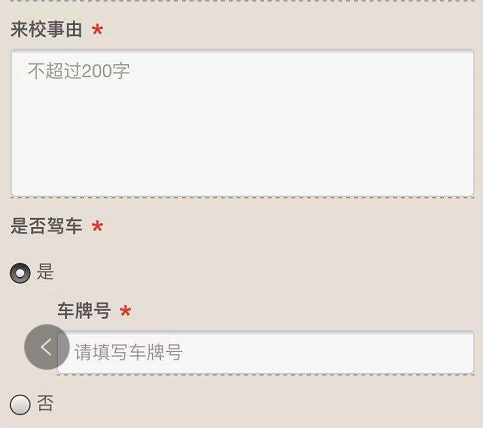 来校事由 *
不超过200字
是否驾车 *
是
车牌号 *
请填写车牌号
否